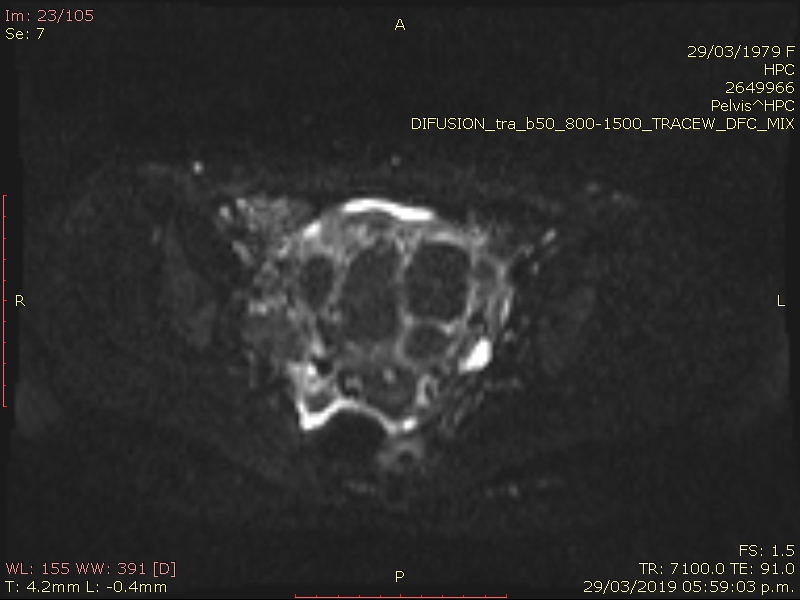 Im: 23/105
Se: 7
A
29/03/1979 F
HPC
2649966
Pelvis^HPC
DIFUSION_tra_b50_800-1500_TRACEW_DFC_MIX
R
L
WL: 155 WW: 391 [D]
T: 4.2mm L: -0.4mm
P
FS: 1.5
TR: 7100.0 TE: 91.0
29/03/2019 05:59:03 p.m.